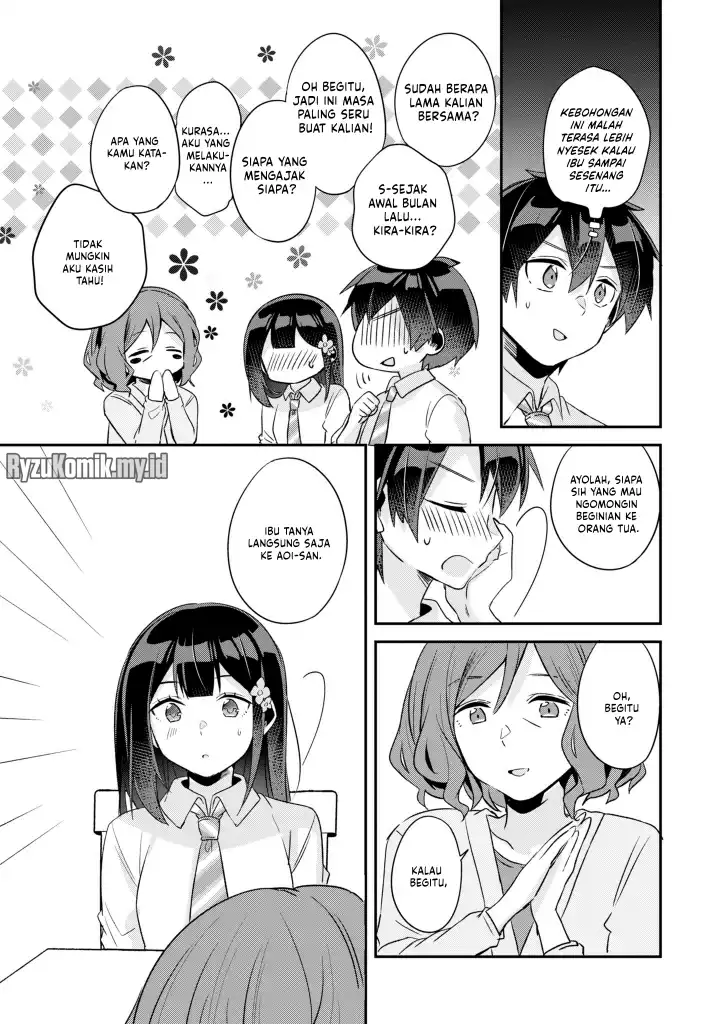 KEBOHONGAN
INI MALAH
TERASA LEBIH
NYESEK KALAU
IBU SAMPAI
SESENANG
ITU...
SUDAH BERAPA
LAMA KALIAN
BERSAMA?
S-SEJAK
AWAL BULAN
LALU...
KIRA-KIRA?
OH BEGITU,
JADI INI MASA
PALING SERU
BUAT KALIAN!
SIAPA YANG
MENGAJAK
SIAPA?
KURASA...
AKU YANG
MELAKU-
KANNYA
...
APA YANG
KAMU KATA-
KAN?
TIDAK
MUNGKIN
AKU KASIH
TAHU!
AYOLAH, SIAPA
SIH YANG MAU
NGOMONGIN
BEGINIAN KE
ORANG TUA.
OH,
BEGITU
YA?
KALAU
BEGITU,
IBU TANYA
LANGSUNG SAJA
KE AOI-SAN.
RyzuKomik.my.id